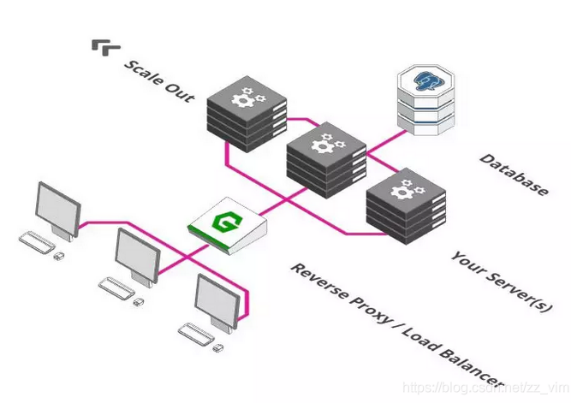 Scale Out
Database
Your Server(s)
Reverse Proxy / Load Balancer
https://blog.csdn.net/zz_vim